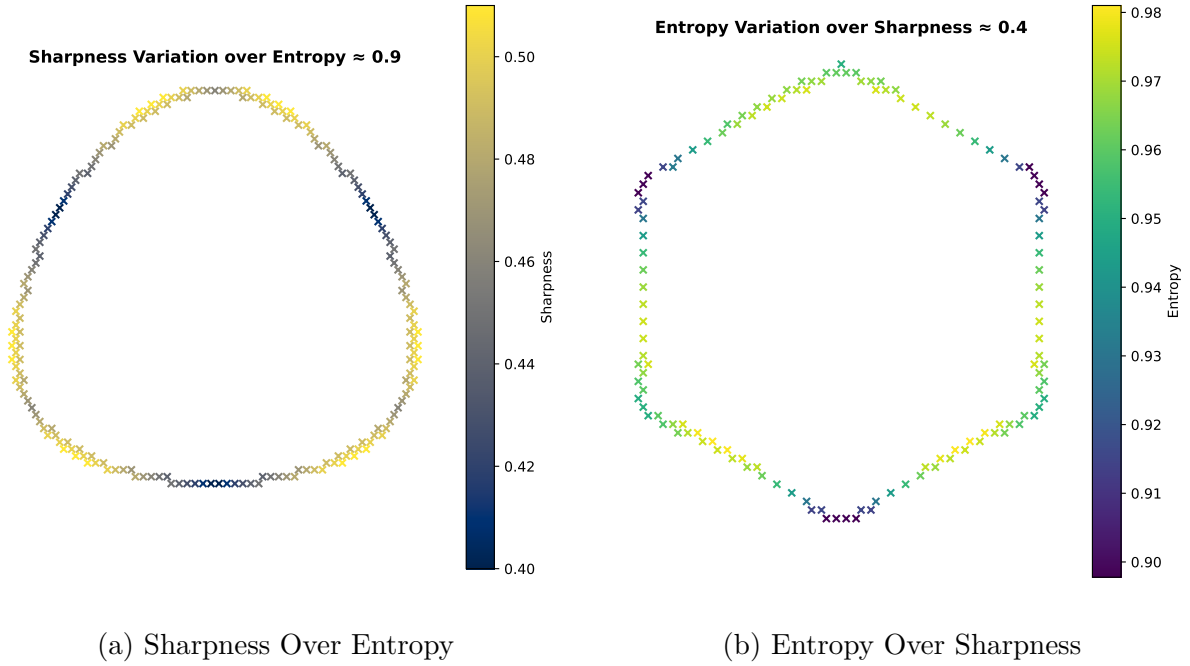 Sharpness Variation over Entropy ≈ 0.9
0.50
0.48
0.46
0.44
0.42
0.40
Sharpness
(a) Sharpness Over Entropy
Entropy Variation over Sharpness ≈ 0.4
0.98
0.97
0.96
0.95
0.94
0.93
0.92
0.91
0.90
Entropy
(b) Entropy Over Sharpness